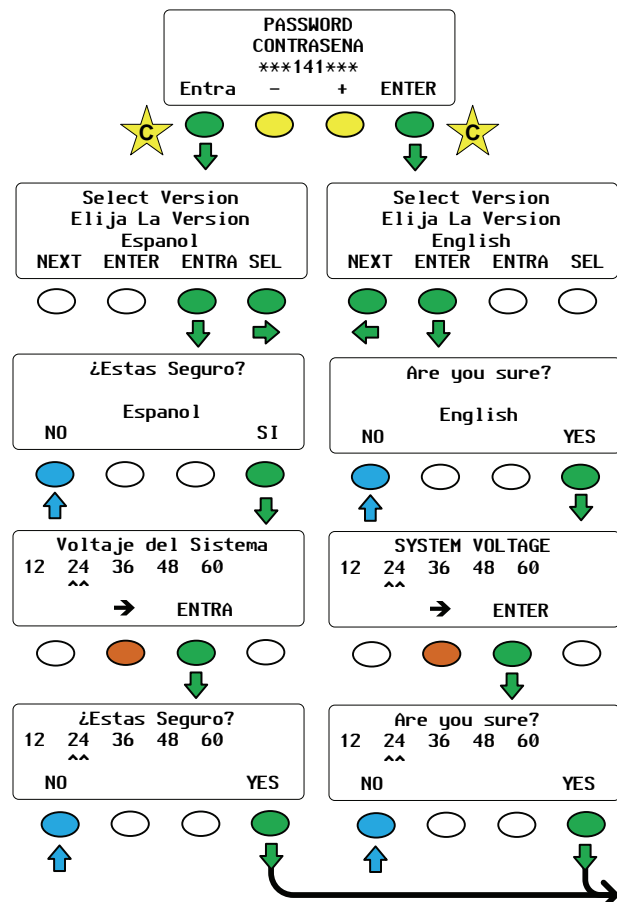 PASSWORD
CONTRASENA
***141***
Entra - + ENTER
C
C
Select Version
Elija La Version
Espanol
NEXT ENTER ENTRA SEL
Select Version
Elija La Version
English
NEXT ENTER ENTRA SEL
¿Estas Seguro?
Espanol
NO SI
Are you sure?
English
NO YES
Voltaje del Sistema
12 24 36 48 60
^^
➔ ENTRA
SYSTEM VOLTAGE
12 24 36 48 60
^^
➔ ENTER
¿Estas Seguro?
12 24 36 48 60
^^
NO YES
Are you sure?
12 24 36 48 60
^^
NO YES